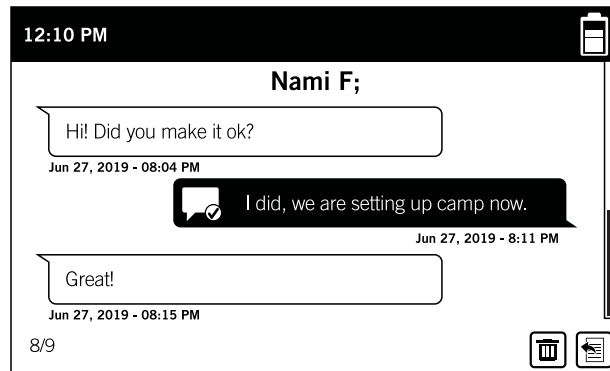 12:10 PM
Nami F;
Hi! Did you make it ok?
Jun 27, 2019 - 08:04 PM
I did, we are setting up camp now.
Jun 27, 2019 - 8:11 PM
Great!
Jun 27, 2019 - 08:15 PM
8/9